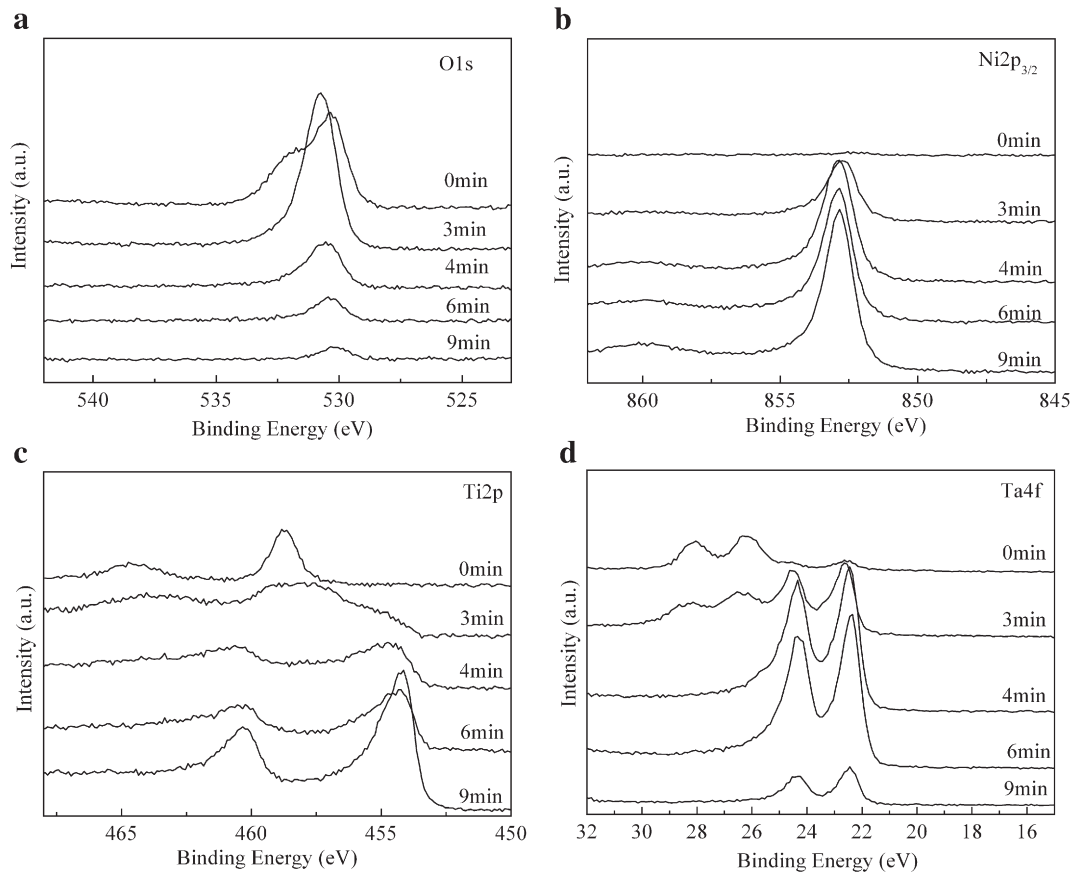 a
O1s
0min
3min
4min
6min
9min
Intensity (a.u.)
540 535 530 525
Binding Energy (eV)
b
Ni2p3/2
0min
3min
4min
6min
9min
Intensity (a.u.)
860 855 850 845
Binding Energy (eV)
c
Ti2p
0min
3min
4min
6min
9min
Intensity (a.u.)
465 460 455 450
Binding Energy (eV)
d
Ta4f
0min
3min
4min
6min
9min
Intensity (a.u.)
32 30 28 26 24 22 20 18 16
Binding Energy (eV)